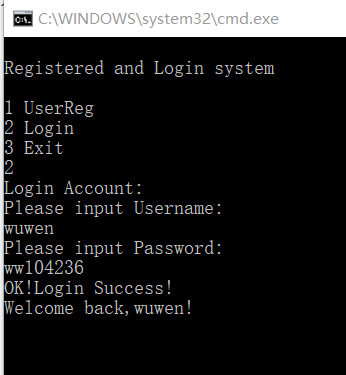 C:\WINDOWS\system32\cmd.exe
Registered and Login system
1 UserReg
2 Login
3 Exit
2
Login Account:
Please input Username:
wuwen
Please input Password:
ww104236
OK!Login Success!
Welcome back,wuwen!